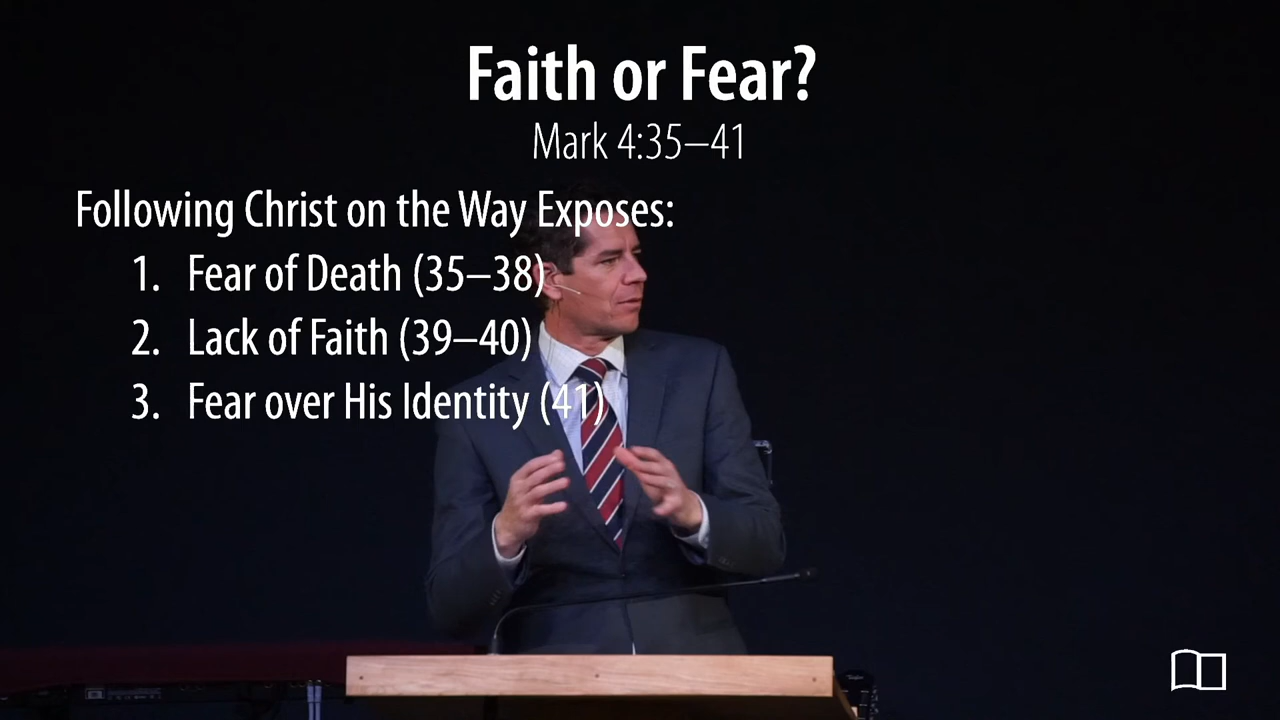 Faith or Fear?
Mark 4:35–41
Following Christ on the Way Exposes:
1. Fear of Death (35–38)
2. Lack of Faith (39–40)
3. Fear over His Identity (41)